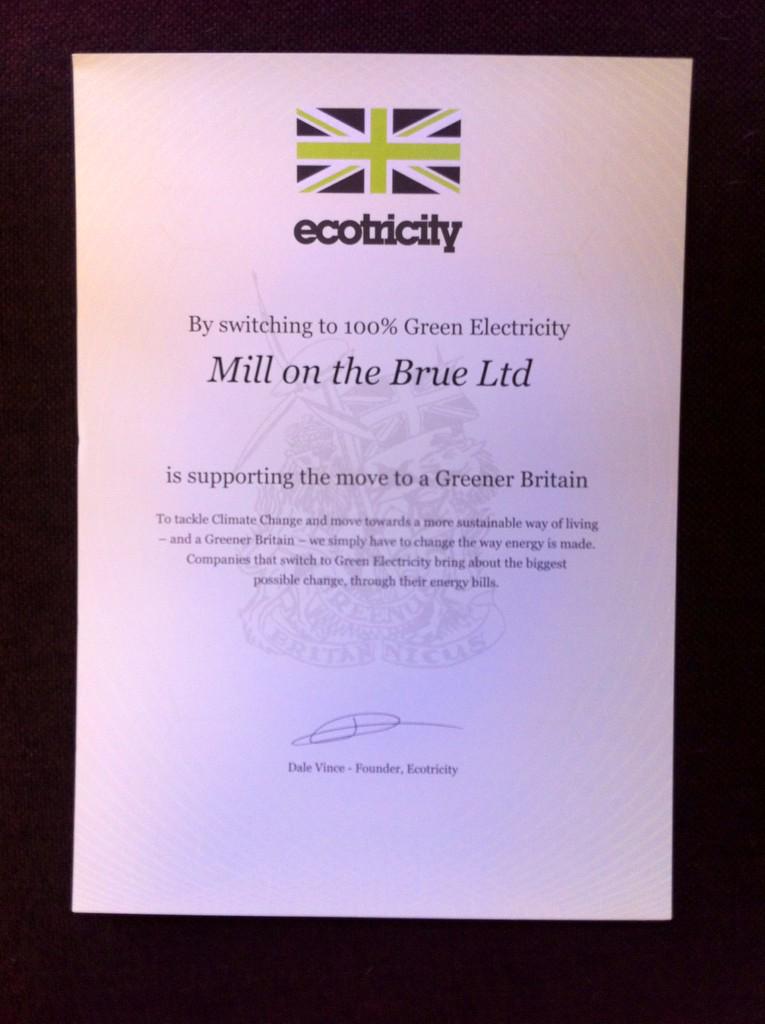 ecotricity
By switching to 100% Green Electricity
Mill on the Brue Ltd
is supporting the move to a Greener Britain
To tackle Climate Change and move towards a more sustainable way of living
– and a Greener Britain – we simply have to change the way energy is made.
Companies that switch to Green Electricity bring about the biggest
possible change, through their energy bills.
BRITAN NICUS
Dale Vince - Founder, Ecotricity